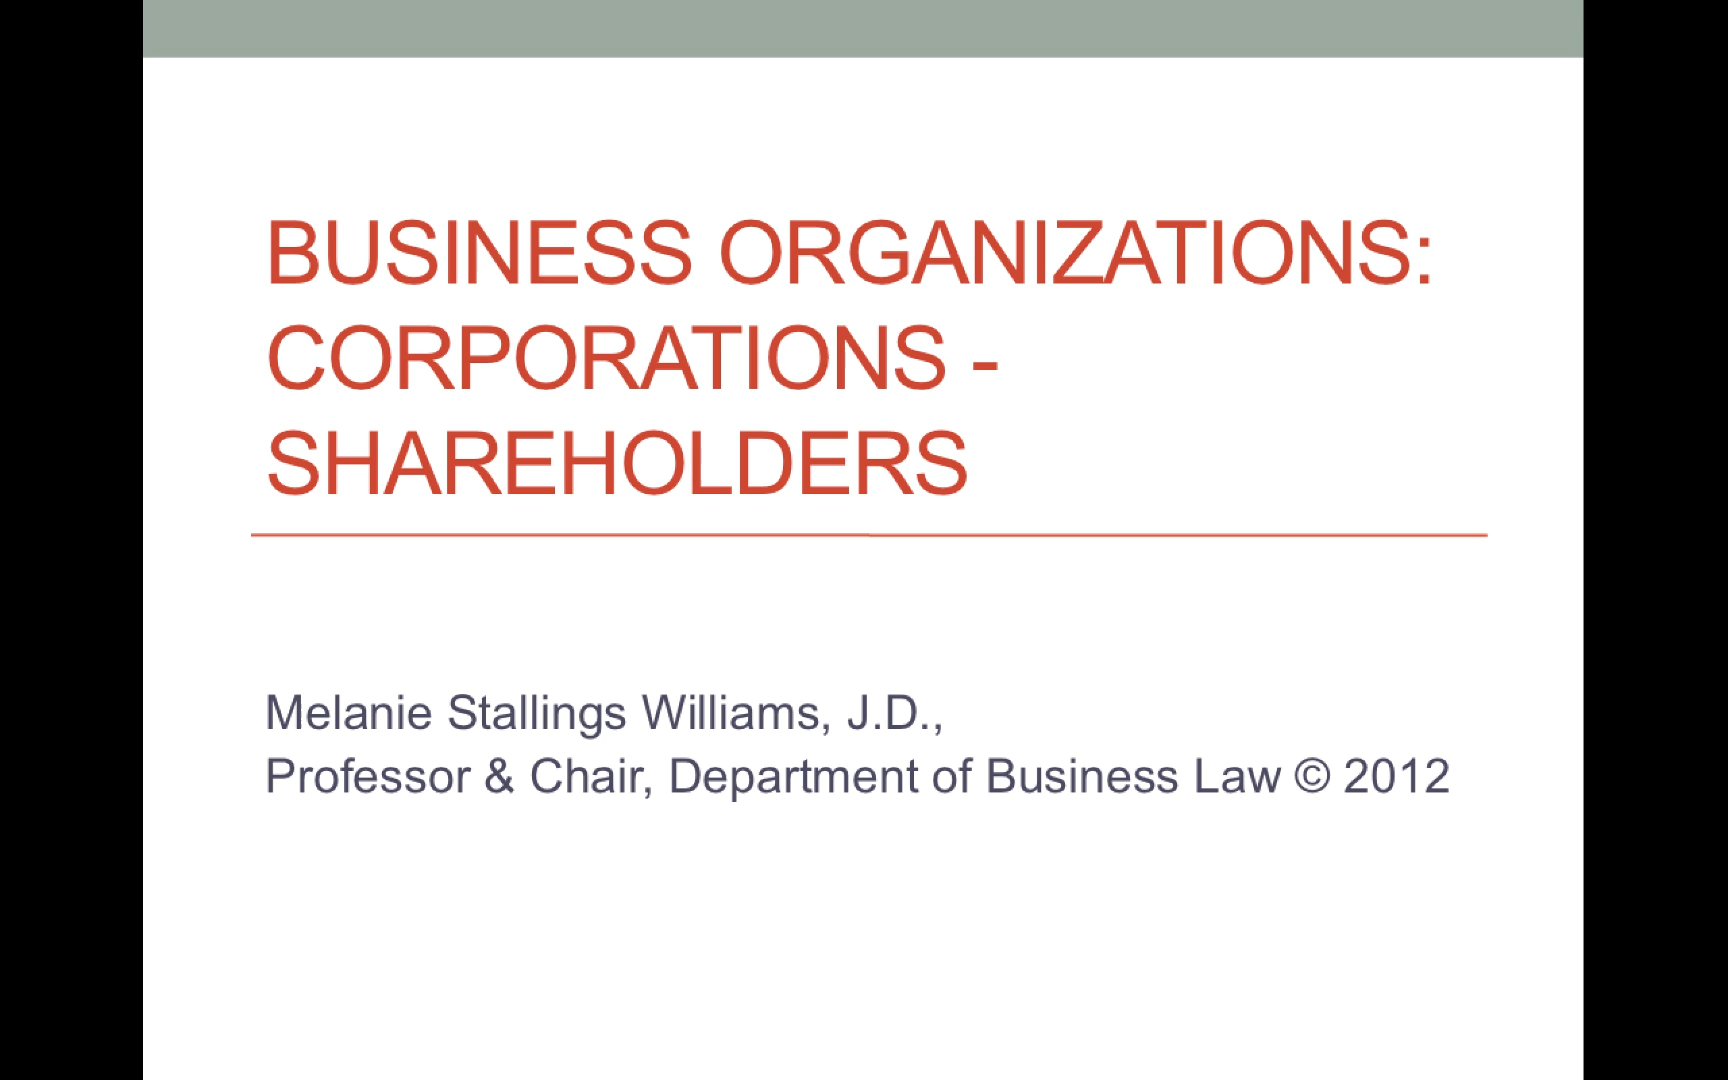 BUSINESS ORGANIZATIONS:
CORPORATIONS -
SHAREHOLDERS
Melanie Stallings Williams, J.D.,
Professor & Chair, Department of Business Law © 2012